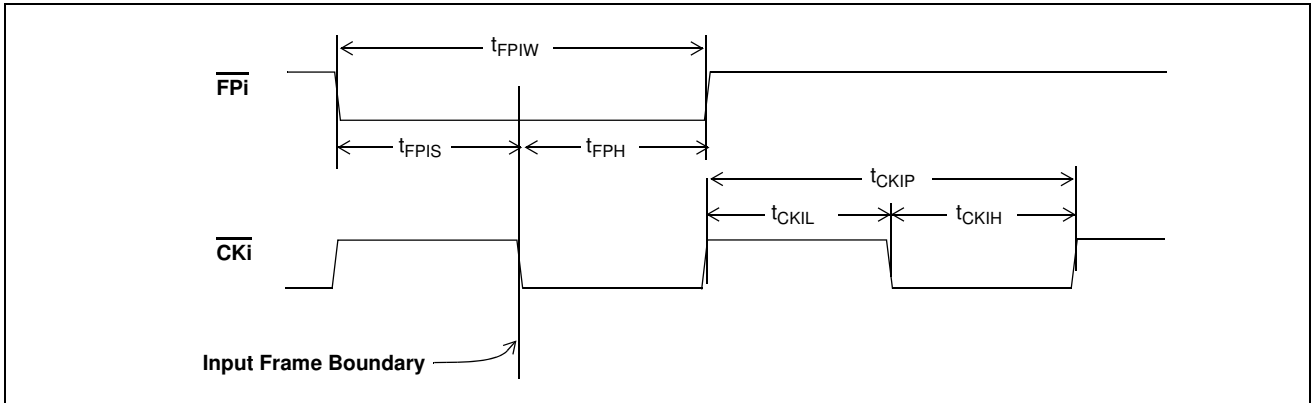 tFPIW
FPi
tFPIS
tFPH
tCKIP
tCKIL
tCKIH
CKi
Input Frame Boundary